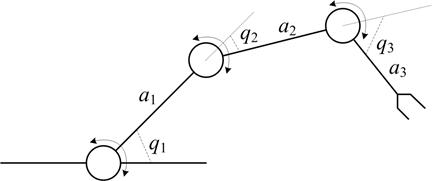 q₂ a₂ q₃
a₁ a₃
q₁